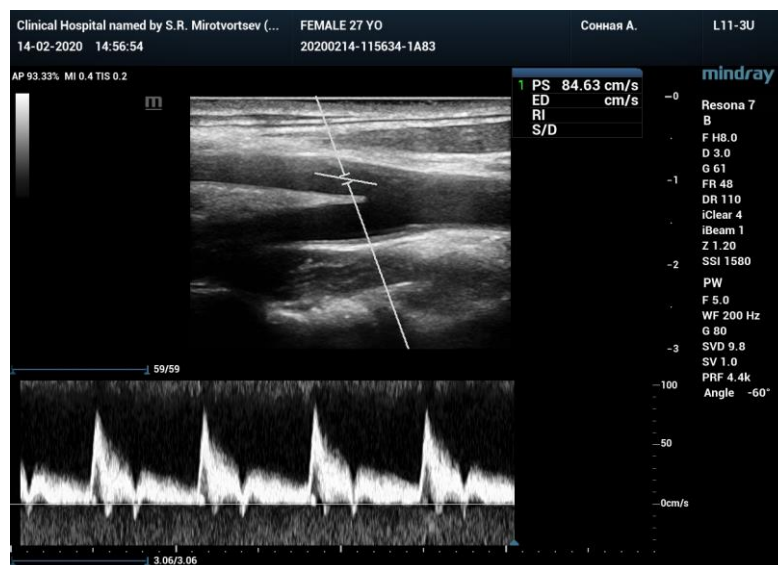 Clinical Hospital named by S.R. Mirotvortsev (...
FEMALE 27 YO
Сонная А.
L11-3U
14-02-2020 14:56:54
20200214-115634-1A83
AP 93.33% MI 0.4 TIS 0.2
m
1 PS 84.63 cm/s
ED cm/s
RI
S/D
mindray
Resona 7
B
F H8.0
D 3.0
G 61
FR 48
DR 110
iClear 4
iBeam 1
Z 1.20
SSI 1580
PW
F 5.0
WF 200 Hz
G 80
SVD 9.8
SV 1.0
PRF 4.4k
Angle -60°
0
1
2
3
59/59
100
50
0cm/s
3.06/3.06